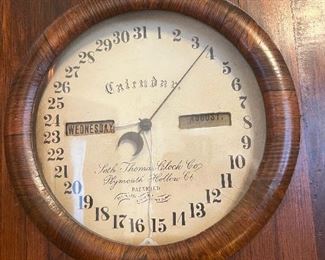 1 2 3 4 5 6 7 8 9 10 11 12 13 14 15 16 17 18 19 20 21 22 23 24 25 26 27 28 29 30 31
Calendar.
WEDNESDAY
AUGUST.
Seth Thomas Clock Co
Plymouth Hollow Ct.
PATENTED